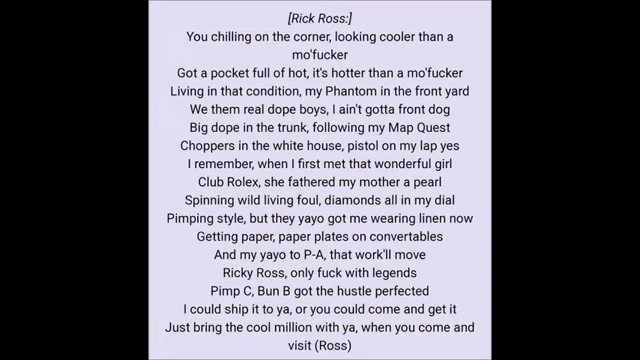 [Rick Ross:]
You chilling on the corner, looking cooler than a
mo'fucker
Got a pocket full of hot, it's hotter than a mo'fucker
Living in that condition, my Phantom in the front yard
We them real dope boys, I ain't gotta front dog
Big dope in the trunk, following my Map Quest
Choppers in the white house, pistol on my lap yes
I remember, when I first met that wonderful girl
Club Rolex, she fathered my mother a pearl
Spinning wild living foul, diamonds all in my dial
Pimping style, but they yayo got me wearing linen now
Getting paper, paper plates on convertables
And my yayo to P-A, that work'll move
Ricky Ross, only fuck with legends
Pimp C, Bun B got the hustle perfected
I could ship it to ya, or you could come and get it
Just bring the cool million with ya, when you come and
visit (Ross)